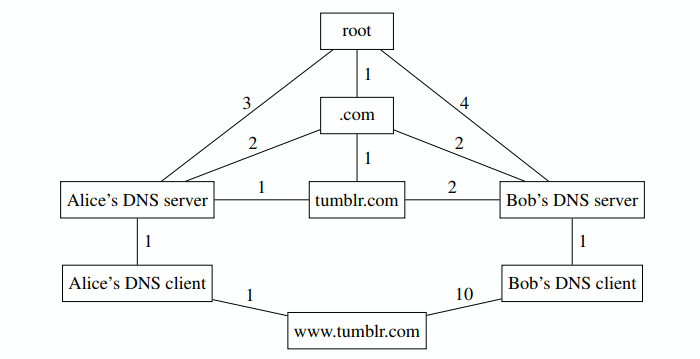 root
1
3
4
.com
2
2
1
Alice's DNS server
1
tumblr.com
2
Bob's DNS server
1
1
Alice's DNS client
Bob's DNS client
1
10
www.tumblr.com